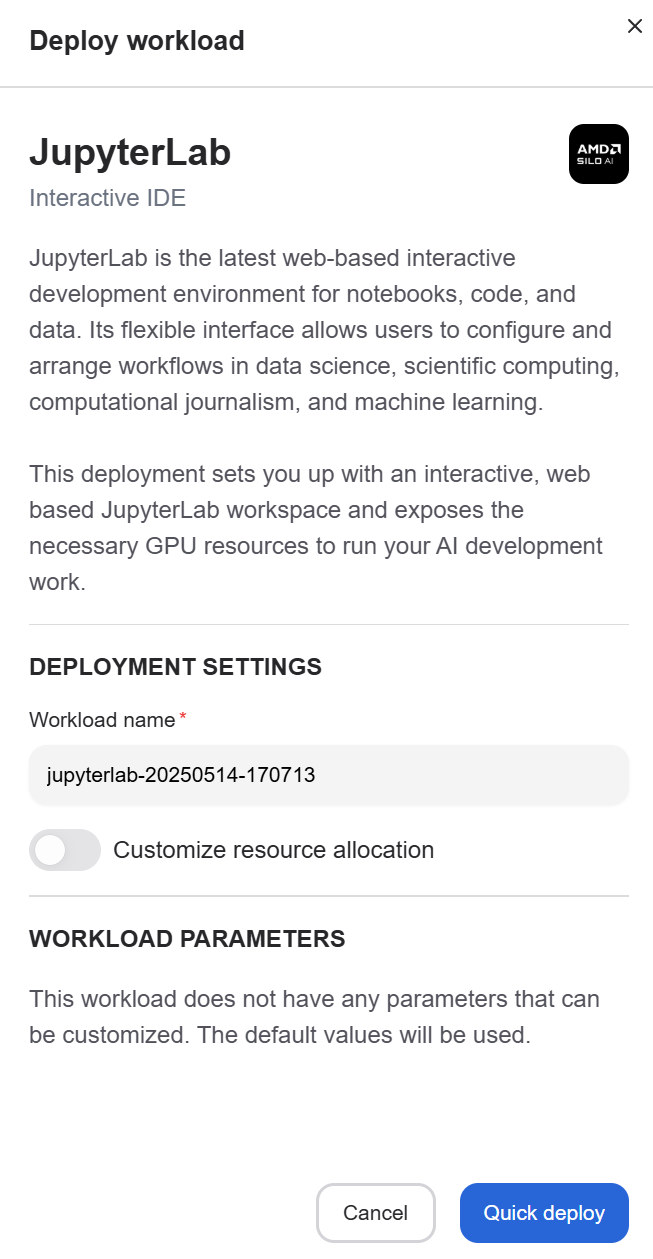 Deploy workload
JupyterLab
AMD
SILO AI
Interactive IDE
JupyterLab is the latest web-based interactive
development environment for notebooks, code, and
data. Its flexible interface allows users to configure and
arrange workflows in data science, scientific computing,
computational journalism, and machine learning.
This deployment sets you up with an interactive, web
based JupyterLab workspace and exposes the
necessary GPU resources to run your AI development
work.
DEPLOYMENT SETTINGS
Workload name*
jupyterlab-20250514-170713
Customize resource allocation
WORKLOAD PARAMETERS
This workload does not have any parameters that can
be customized. The default values will be used.
Cancel
Quick deploy